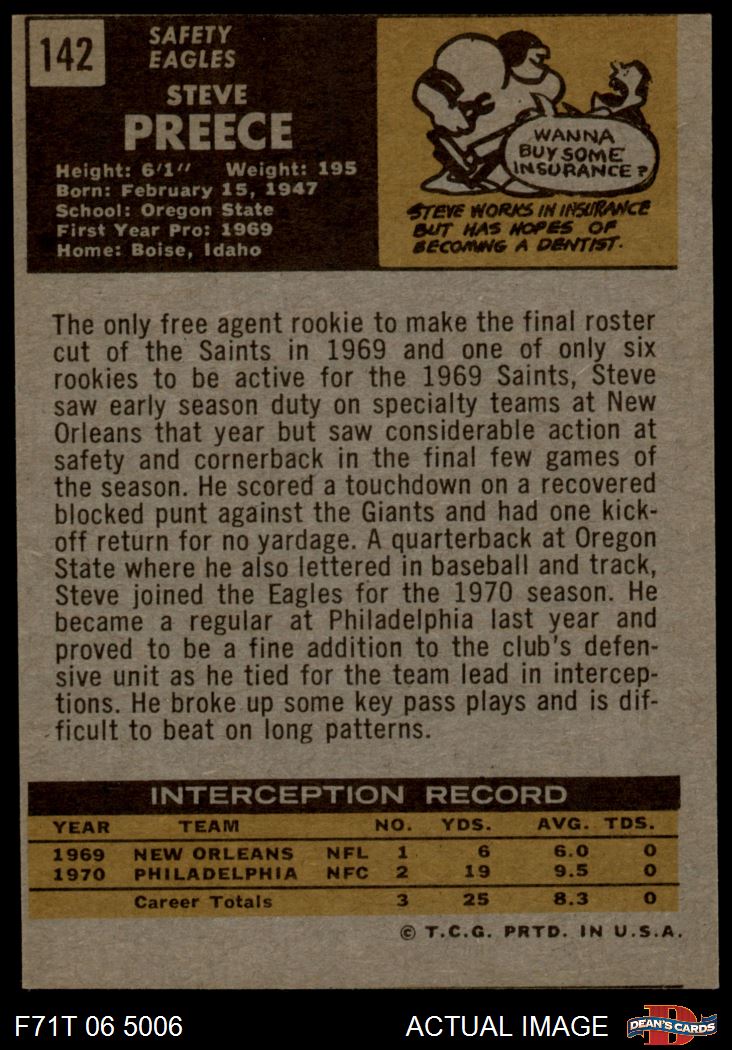 142
SAFETY
EAGLES
STEVE
PREECE
Height: 6'1" Weight: 195
Born: February 15, 1947
School: Oregon State
First Year Pro: 1969
Home: Boise, Idaho
WANNA
BUY SOME
INSURANCE?
STEVE WORKS IN INSURANCE
BUT HAS HOPES OF
BECOMING A DENTIST.
The only free agent rookie to make the final roster
cut of the Saints in 1969 and one of only six
rookies to be active for the 1969 Saints, Steve
saw early season duty on specialty teams at New
Orleans that year but saw considerable action at
safety and cornerback in the final few games of
the season. He scored a touchdown on a recovered
blocked punt against the Giants and had one kick-
off return for no yardage. A quarterback at Oregon
State where he also lettered in baseball and track,
Steve joined the Eagles for the 1970 season. He
became a regular at Philadelphia last year and
proved to be a fine addition to the club's defen-
sive unit as he tied for the team lead in intercep-
tions. He broke up some key pass plays and is dif-
ficult to beat on long patterns.
INTERCEPTION RECORD
YEAR TEAM NO. YDS. AVG. TDS.
1969 NEW ORLEANS NFL 1 6 6.0 0
1970 PHILADELPHIA NFC 2 19 9.5 0
Career Totals 3 25 8.3 0
© T.C.G. PRTD. IN U.S.A.
F71T 06 5006 ACTUAL IMAGE D DEAN'S CARDS